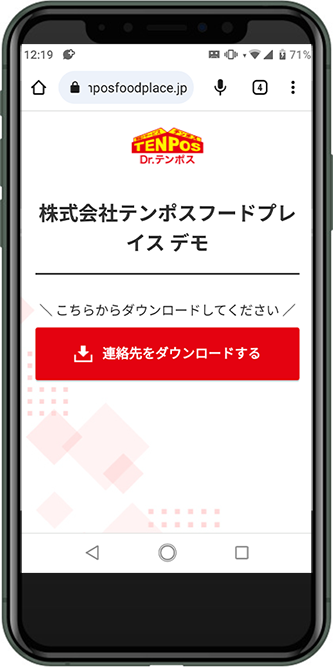 12:19
71%
nposfoodplace.jp
4
TENPOS
Dr.テンポス
株式会社テンポスフードプレ
イス デモ
＼ こちらからダウンロードしてください ／
連絡先をダウンロードする